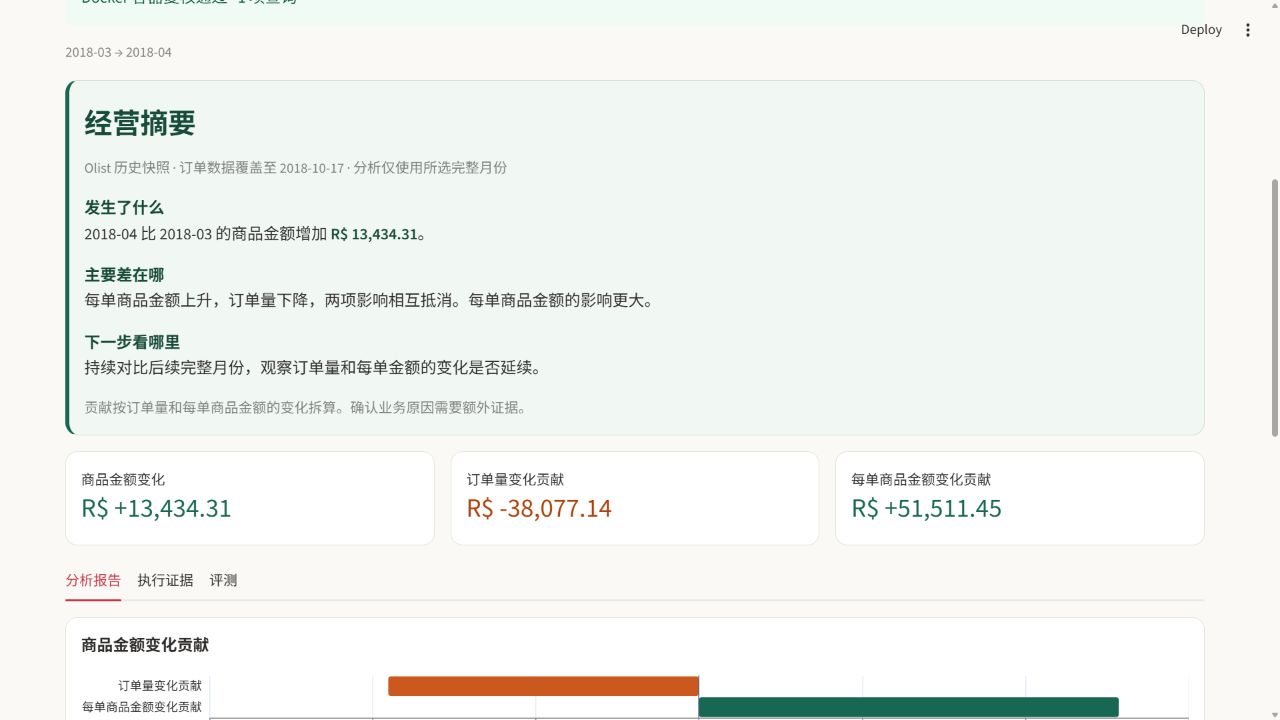 Deploy
2018-03 → 2018-04
经营摘要
Olist 历史快照 · 订单数据覆盖至 2018-10-17 · 分析仅使用所选完整月份
发生了什么
2018-04 比 2018-03 的商品金额增加 R$ 13,434.31。
主要差在哪
每单商品金额上升，订单量下降，两项影响相互抵消。每单商品金额的影响更大。
下一步看哪里
持续对比后续完整月份，观察订单量和每单金额的变化是否延续。
贡献按订单量和每单商品金额的变化拆算。确认业务原因需要额外证据。
商品金额变化
R$ +13,434.31
订单量变化贡献
R$ -38,077.14
每单商品金额变化贡献
R$ +51,511.45
分析报告 执行证据 评测
商品金额变化贡献
订单量变化贡献
每单商品金额变化贡献